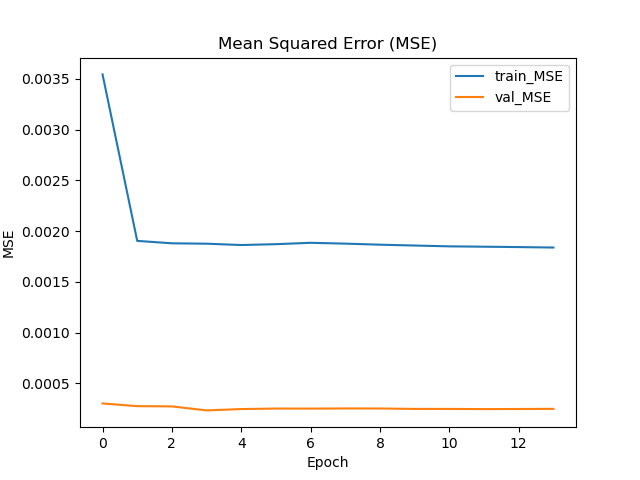 Mean Squared Error (MSE)
train_MSE
val_MSE
0.0035
0.0030
0.0025
0.0020
0.0015
0.0010
0.0005
MSE
0 2 4 6 8 10 12
Epoch